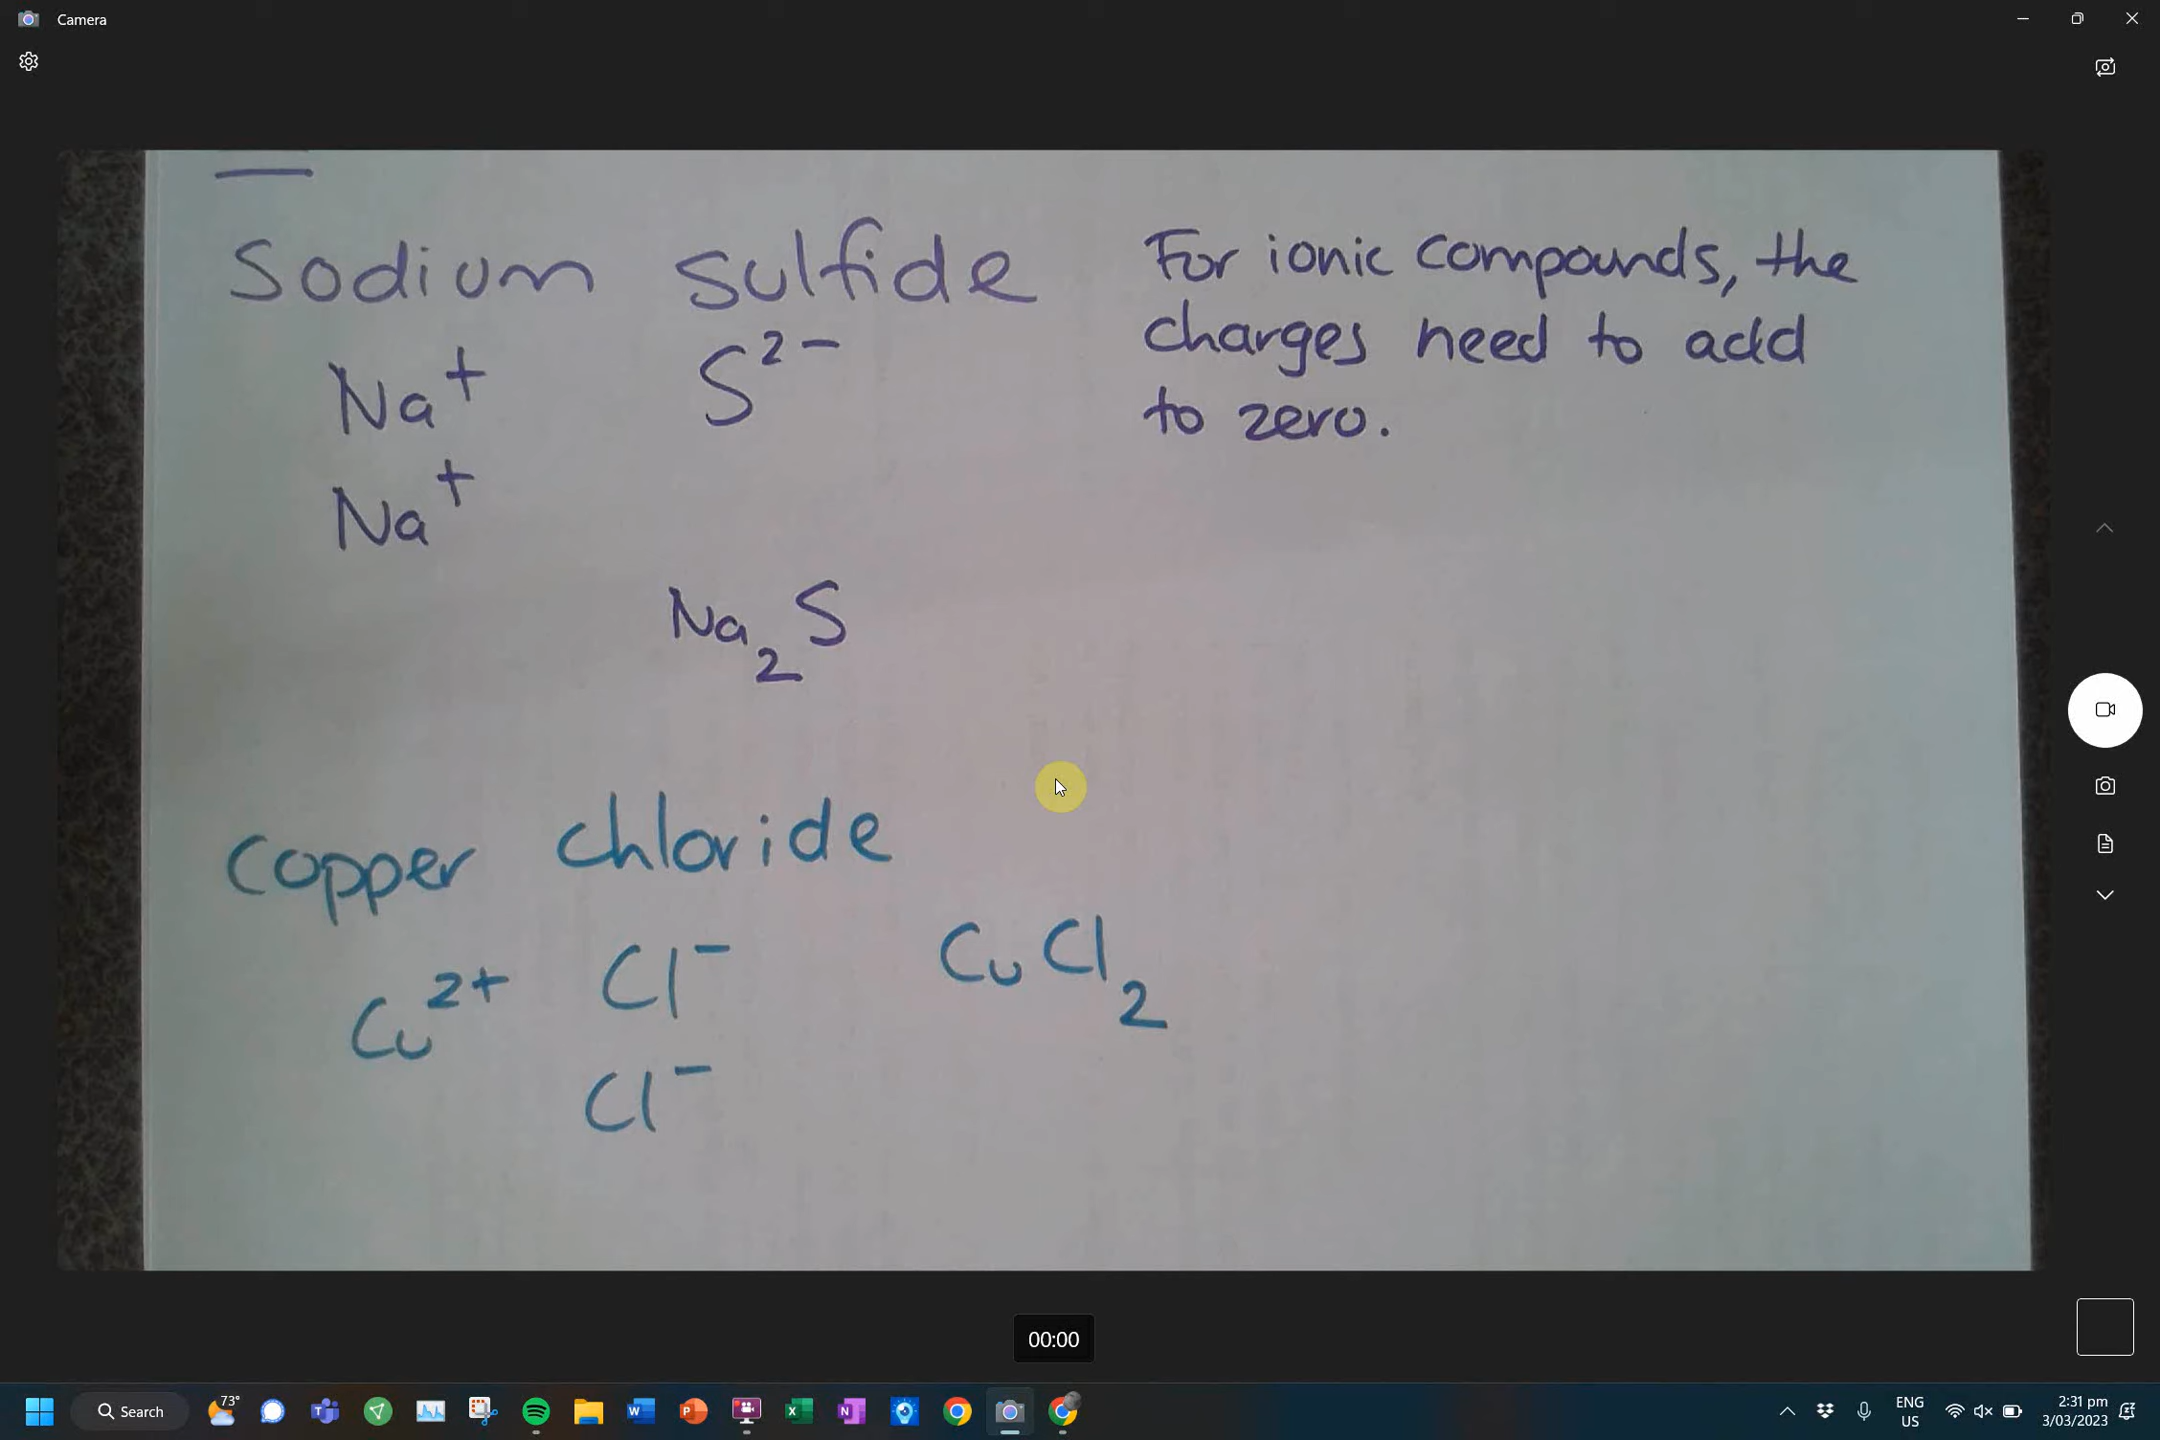 Camera
Sodium sulfide
Na⁺ S²⁻
Na⁺
Na₂S
For ionic compounds, the
charges need to add
to zero.
copper chloride
Cu²⁺ Cl⁻ CuCl₂
Cl⁻
00:00
Search
73°
ENG
US
2:31 pm
3/03/2023